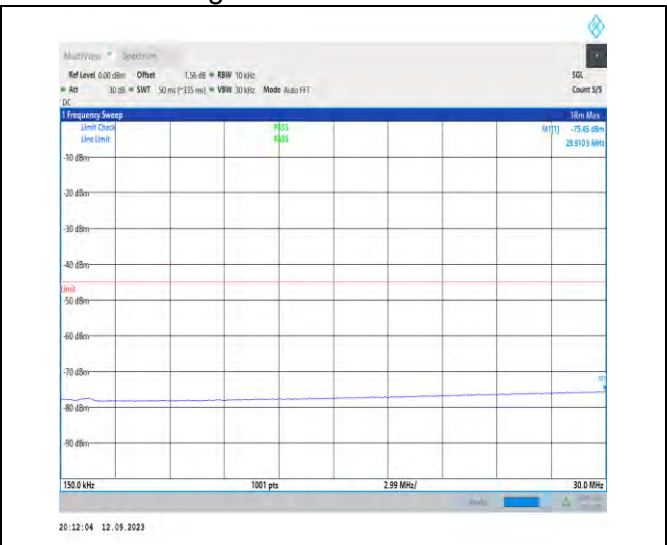 MultiView Spectrum
Ref Level 0.00 dBm Offset 1.56 dB RBW 10 kHz SGL
Att 30 dB SWT 50 ms (~335 ms) VBW 30 kHz Mode Auto FFT Count 5/5
DC
1 Frequency Sweep 1Rm Max
Limit Check PASS M1[1] -75.45 dBm
Line Limit PASS 29.9105 MHz
-10 dBm
-20 dBm
-30 dBm
-40 dBm
Limit
-50 dBm
-60 dBm
-70 dBm
M1
-80 dBm
-90 dBm
150.0 kHz 1001 pts 2.99 MHz/ 30.0 MHz
20:12:04 12.09.2023